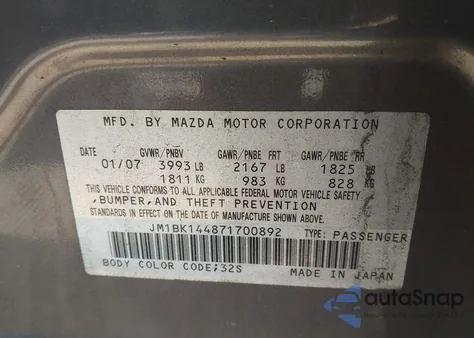 MFD. BY MAZDA MOTOR CORPORATION
DATE GVWR/PNBV GAWR/PNBE FRT GAWR/PNBE RR
01/07 3993 LB 2167 LB 1825 LB
1811 KG 983 KG 828 KG
THIS VEHICLE CONFORMS TO ALL APPLICABLE FEDERAL MOTOR VEHICLE SAFETY
,BUMPER,AND THEFT PREVENTION
STANDARDS IN EFFECT ON THE DATE OF MANUFACTURE SHOWN ABOVE.
JM1BK144871700892 TYPE: PASSENGER
BODY COLOR CODE;32S MADE IN JAPAN
autoSnap